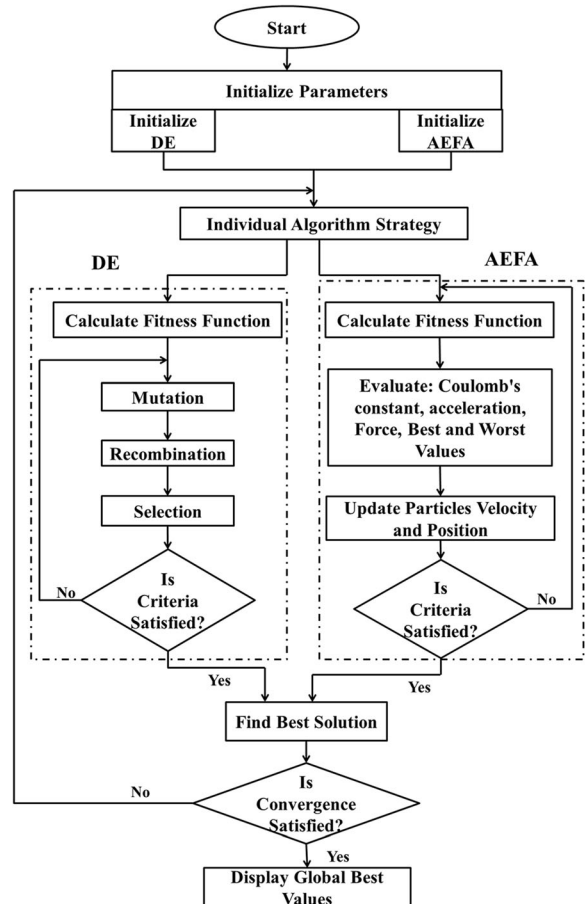 Start
Initialize Parameters
Initialize
DE
Initialize
AEFA
Individual Algorithm Strategy
DE
AEFA
Calculate Fitness Function
Mutation
Recombination
Selection
Is
Criteria
Satisfied?
No
Yes
Calculate Fitness Function
Evaluate: Coulomb's
constant, acceleration,
Force, Best and Worst
Values
Update Particles Velocity
and Position
Is
Criteria
Satisfied?
No
Yes
Find Best Solution
Is
Convergence
Satisfied?
No
Yes
Display Global Best
Values